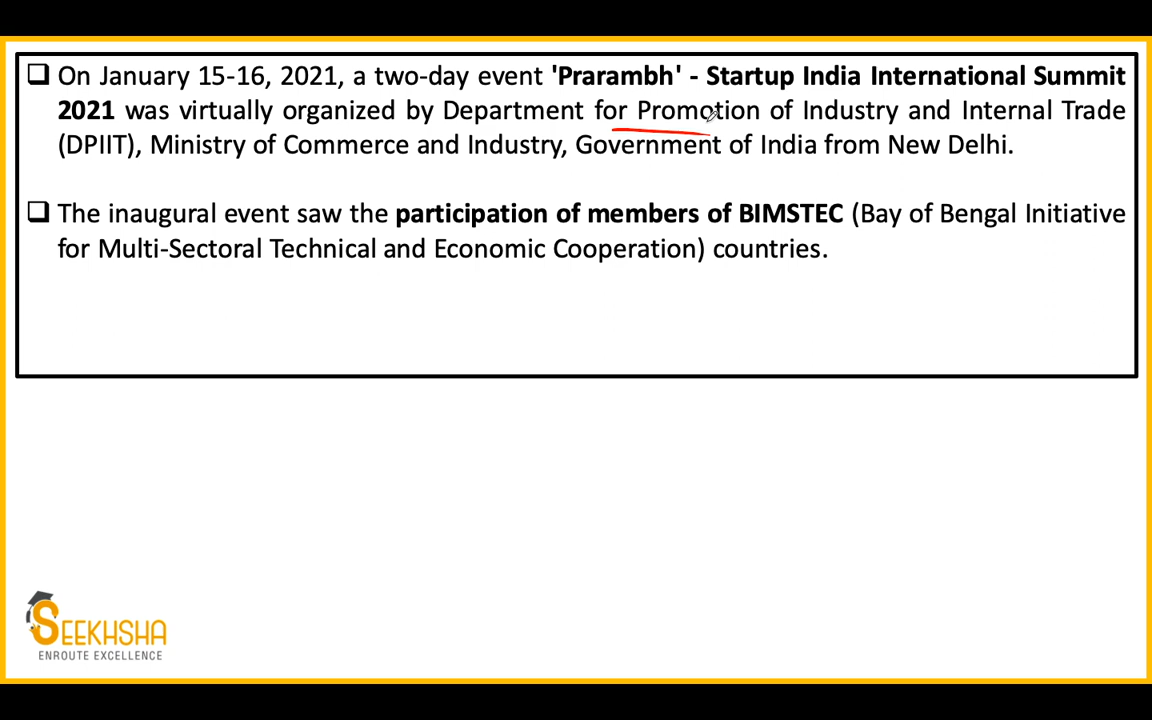 ❑ On January 15-16, 2021, a two-day event 'Prarambh' - Startup India International Summit
2021 was virtually organized by Department for Promotion of Industry and Internal Trade
(DPIIT), Ministry of Commerce and Industry, Government of India from New Delhi.
❑ The inaugural event saw the participation of members of BIMSTEC (Bay of Bengal Initiative
for Multi-Sectoral Technical and Economic Cooperation) countries.
SEEKHSHA
ENROUTE EXCELLENCE